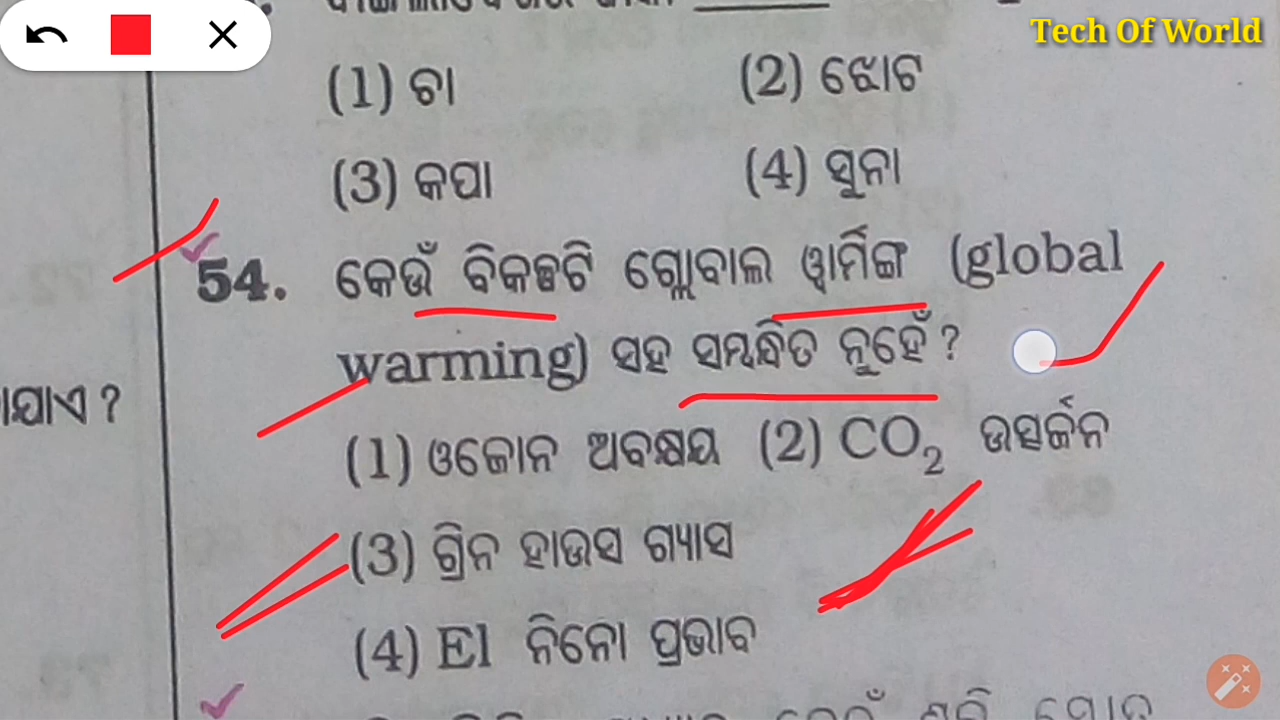 Tech Of World
(1) ଚା (2) ଝୋଟ
(3) କପା (4) ସୁନା
54. କେଉଁ ବିକଳ୍ପଟି ଗ୍ଲୋବାଲ ୱାର୍ମିଙ୍ଗ (global
warming) ସହ ସମ୍ବନ୍ଧିତ ନୁହେଁ ?
ାଯାଏ ?
(1) ଓଜୋନ ଅବକ୍ଷୟ (2) CO₂ ଉତ୍ସର୍ଜନ
(3) ଗ୍ରିନ ହାଉସ ଗ୍ୟାସ
(4) El ନିନୋ ପ୍ରଭାବ